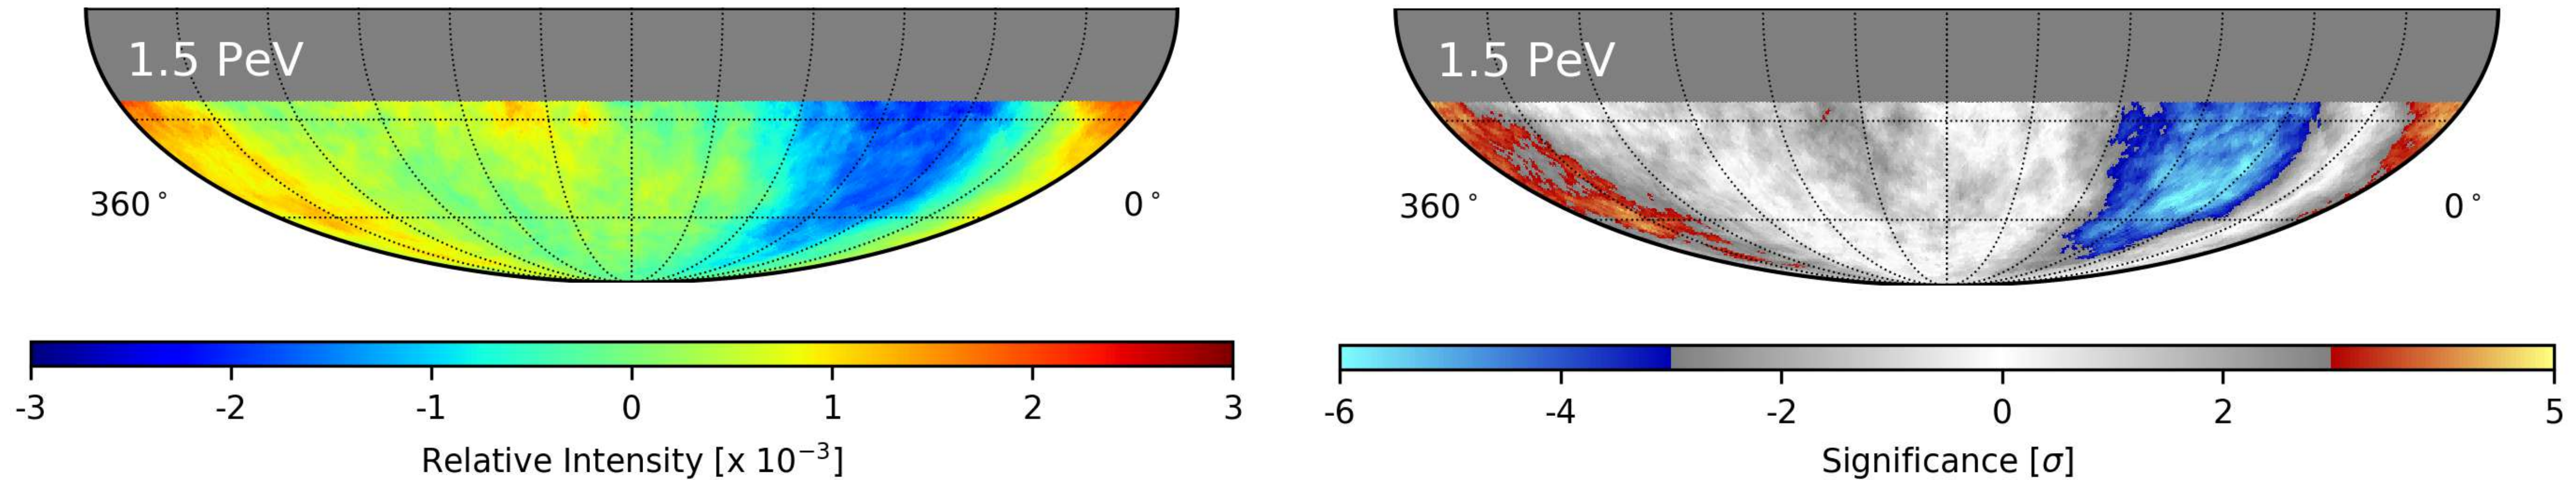 1.5 PeV
360°
0°
-3 -2 -1 0 1 2 3
Relative Intensity [x 10⁻³]
1.5 PeV
360°
0°
-6 -4 -2 0 2 5
Significance [σ]